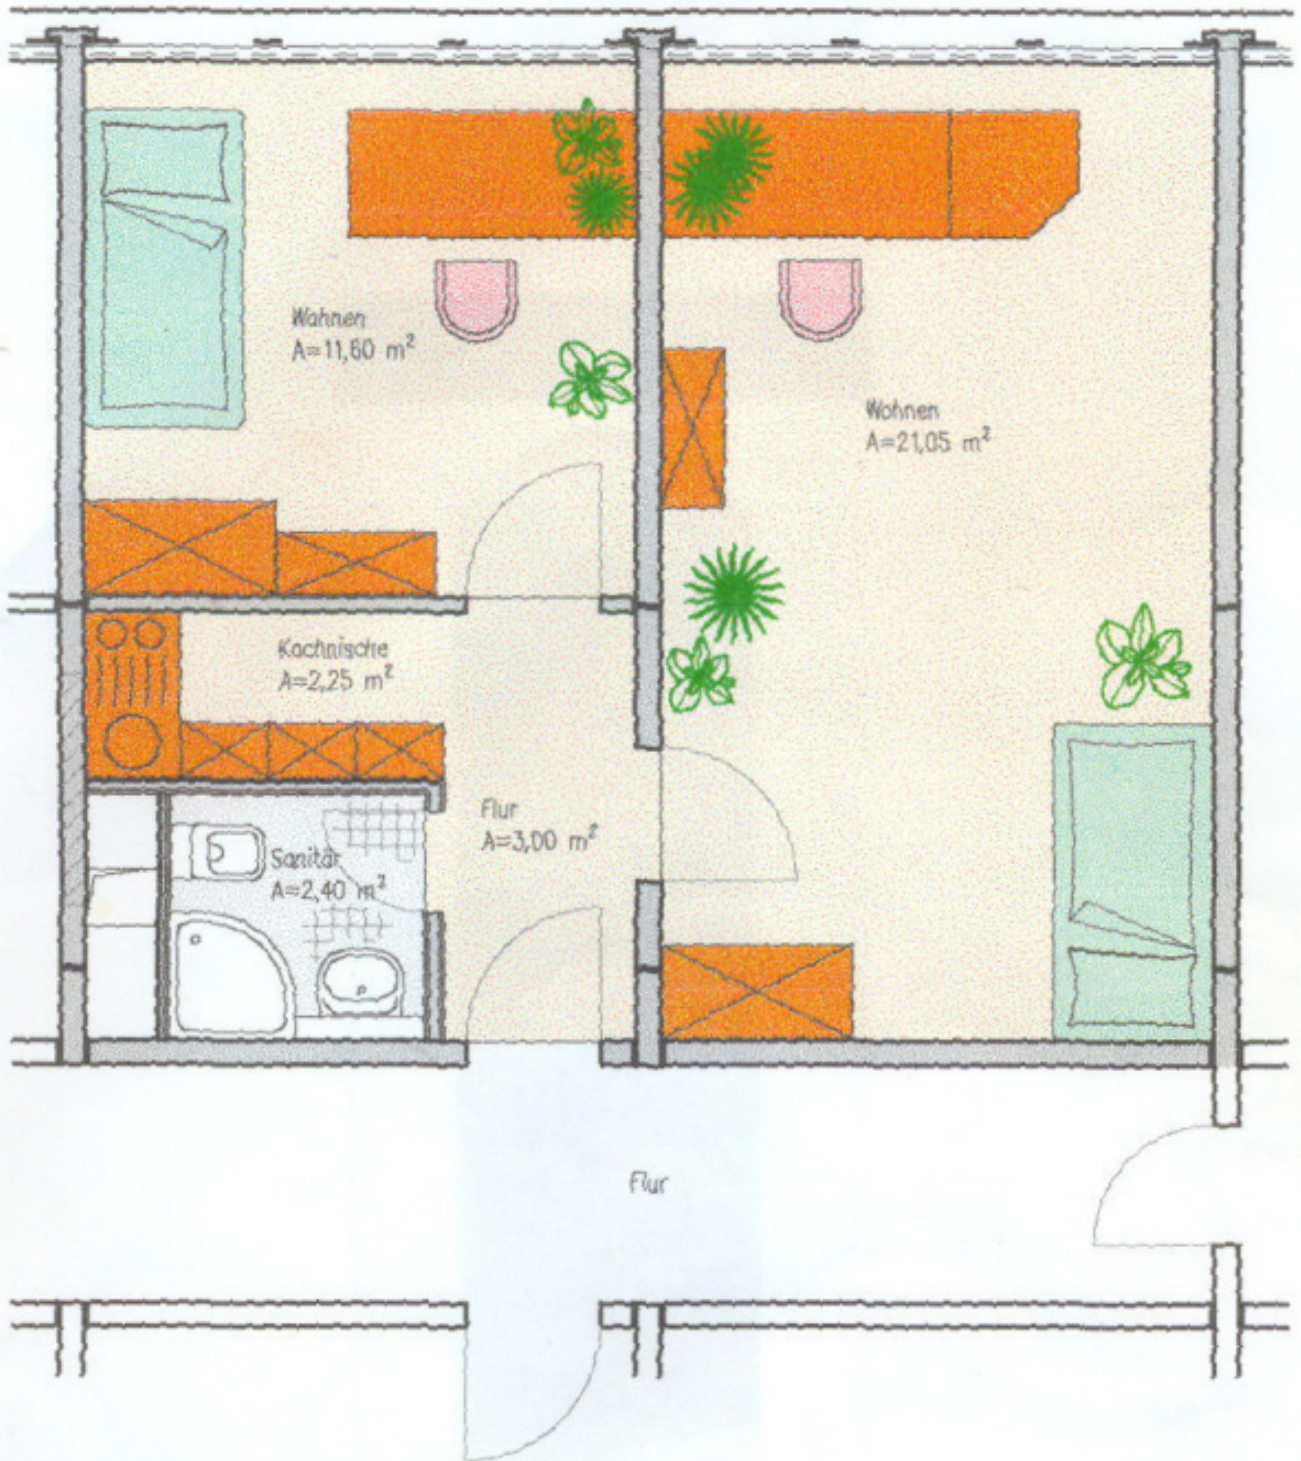 Wohnen
A=11,60 m²
Wohnen
A=21,05 m²
Kochnische
A=2,25 m²
Flur
A=3,00 m²
Sanitär
A=2,40 m²
Flur